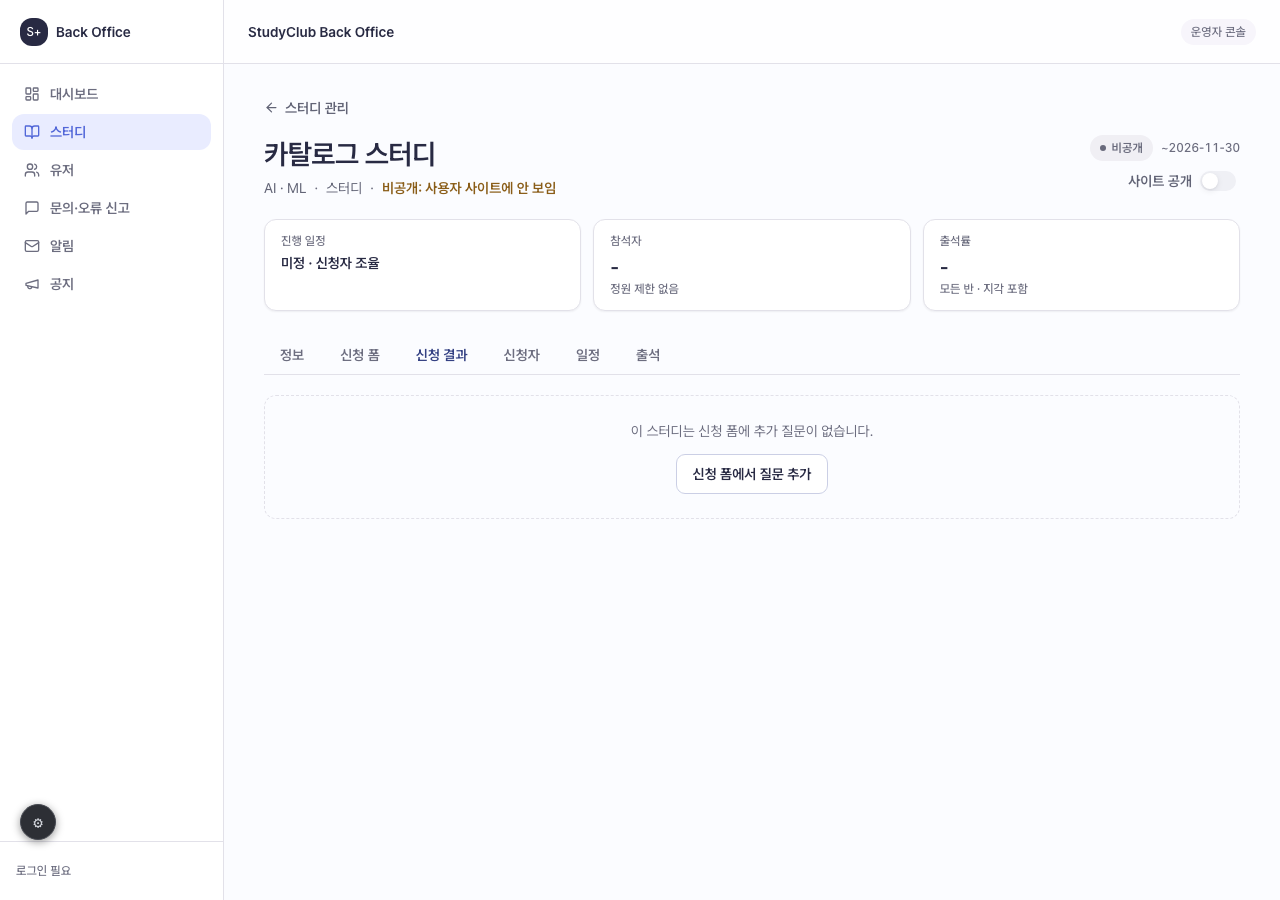 S+ Back Office
StudyClub Back Office
운영자 콘솔
대시보드
스터디
유저
문의·오류 신고
알림
공지
로그인 필요
스터디 관리
카탈로그 스터디
비공개 ~2026-11-30
AI · ML · 스터디 · 비공개: 사용자 사이트에 안 보임
사이트 공개
진행 일정
미정 · 신청자 조율
참석자
–
정원 제한 없음
출석률
–
모든 반 · 지각 포함
정보 신청 폼 신청 결과 신청자 일정 출석
이 스터디는 신청 폼에 추가 질문이 없습니다.
신청 폼에서 질문 추가